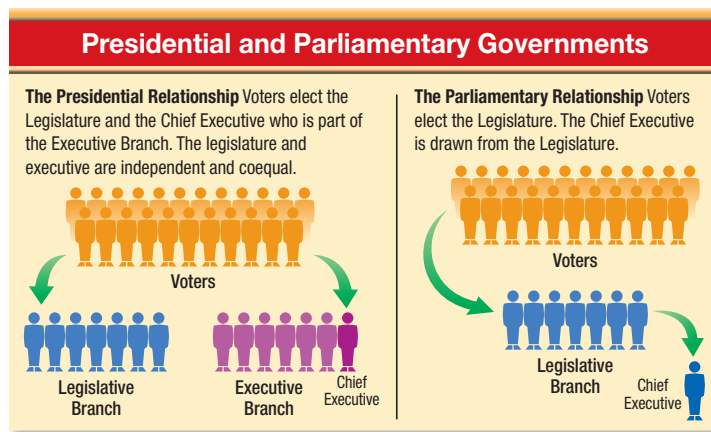 Presidential and Parliamentary Governments
The Presidential Relationship Voters elect the
Legislature and the Chief Executive who is part of
the Executive Branch. The legislature and
executive are independent and coequal.
Voters
Legislative
Branch
Executive
Branch
Chief
Executive
The Parliamentary Relationship Voters
elect the Legislature. The Chief Executive
is drawn from the Legislature.
Voters
Legislative
Branch
Chief
Executive